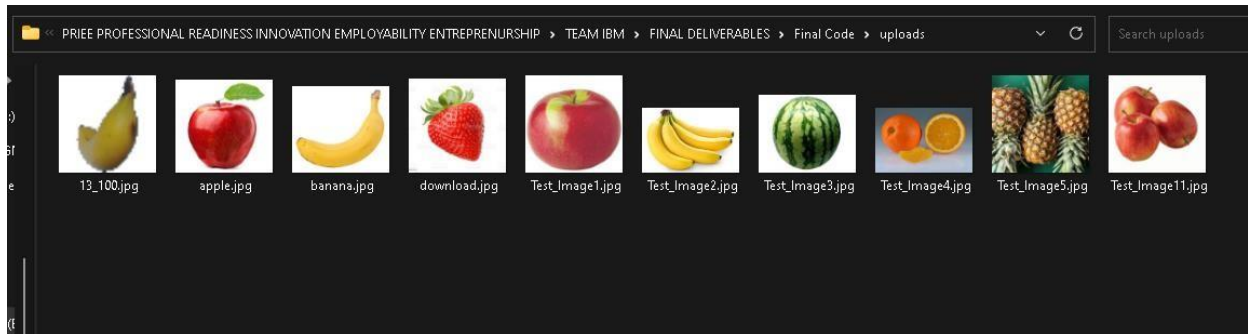 « PRIEE PROFESSIONAL READINESS INNOVATION EMPLOYABILITY ENTREPRENURSHIP > TEAM IBM > FINAL DELIVERABLES > Final Code > uploads
Search uploads
13_100.jpg apple.jpg banana.jpg download.jpg Test_Image1.jpg Test_Image2.jpg Test_Image3.jpg Test_Image4.jpg Test_Image5.jpg Test_Image11.jpg